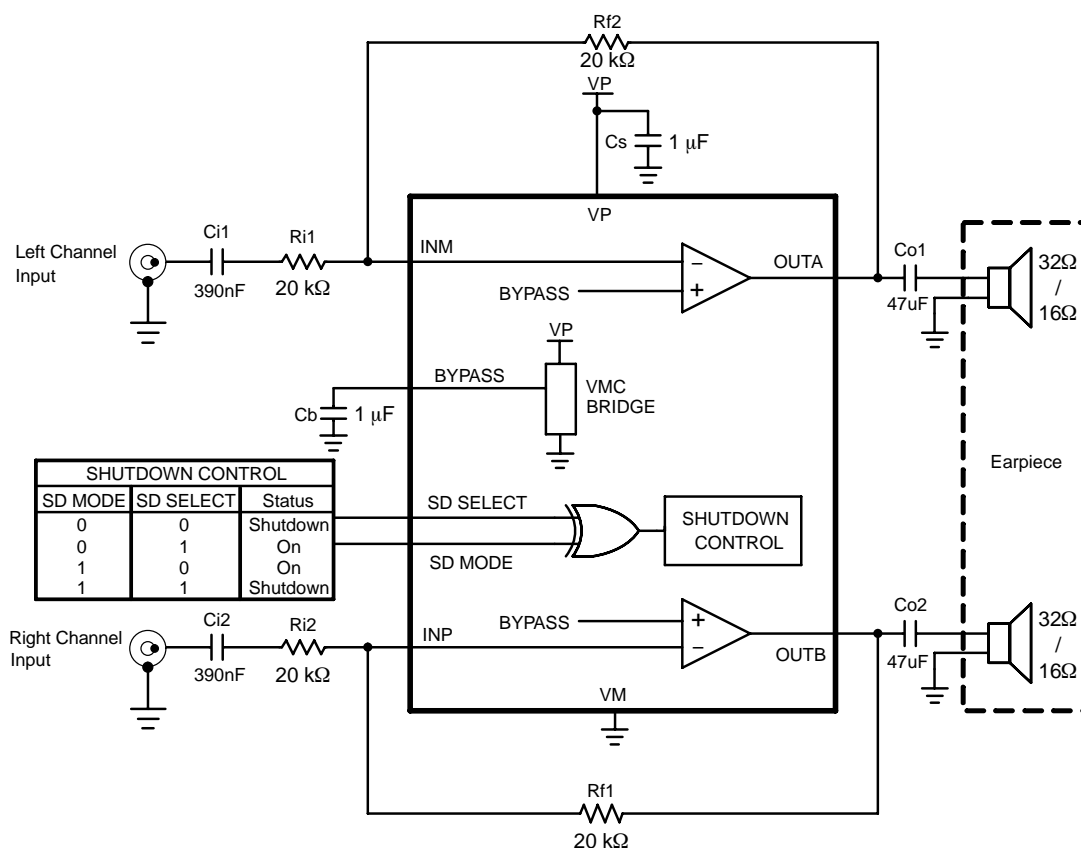 Rf2
20 kΩ
VP
Cs
1 μF
VP
Left Channel
Input
Ci1
390nF
Ri1
20 kΩ
INM
−
+
BYPASS
OUTA
Co1
47uF
32Ω
/
16Ω
VP
BYPASS
VMC
BRIDGE
Cb
1 μF
Earpiece
SHUTDOWN CONTROL
SD MODE SD SELECT Status
0 0 Shutdown
0 1 On
1 0 On
1 1 Shutdown
SD SELECT
SD MODE
SHUTDOWN
CONTROL
Right Channel
Input
Ci2
390nF
Ri2
20 kΩ
INP
BYPASS
+
−
OUTB
Co2
47uF
32Ω
/
16Ω
VM
Rf1
20 kΩ